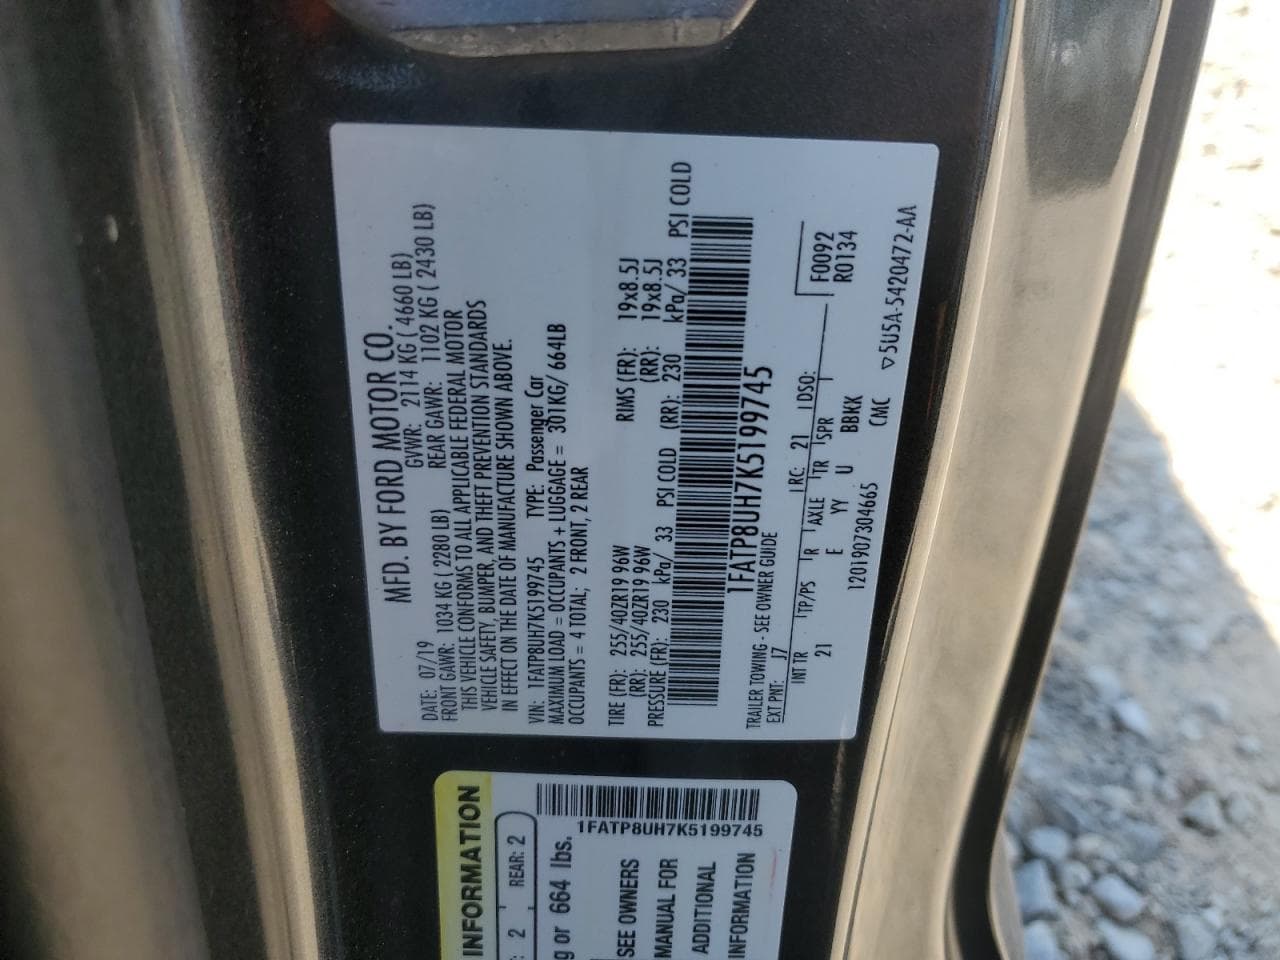 MFD. BY FORD MOTOR CO.
DATE: 07/19 GVWR: 2114 KG ( 4660 LB)
FRONT GAWR: 1034 KG ( 2280 LB) REAR GAWR: 1102 KG ( 2430 LB)
THIS VEHICLE CONFORMS TO ALL APPLICABLE FEDERAL MOTOR
VEHICLE SAFETY, BUMPER, AND THEFT PREVENTION STANDARDS
IN EFFECT ON THE DATE OF MANUFACTURE SHOWN ABOVE.
VIN: 1FATP8UH7K5199745 TYPE: Passenger Car
MAXIMUM LOAD = OCCUPANTS + LUGGAGE = 301KG/ 664LB
OCCUPANTS = 4 TOTAL; 2 FRONT, 2 REAR
TIRE (FR): 255/40ZR19 96W RIMS (FR): 19x8.5J
(RR): 255/40ZR19 96W (RR): 19x8.5J
PRESSURE (FR): 230 kPa/ 33 PSI COLD (RR): 230 kPa/ 33 PSI COLD
1FATP8UH7K5199745
TRAILER TOWING - SEE OWNER GUIDE
EXT PNT: J7 RC: 21 DSO: F0092
INT TR TP/PS R AXLE TR SPR R0134
21 E YY U BBKK
1201907304665 CMC ▽5U5A-5420472-AA
INFORMATION
2 REAR: 2
g or 664 lbs.
1FATP8UH7K5199745
SEE OWNERS
MANUAL FOR
ADDITIONAL
INFORMATION